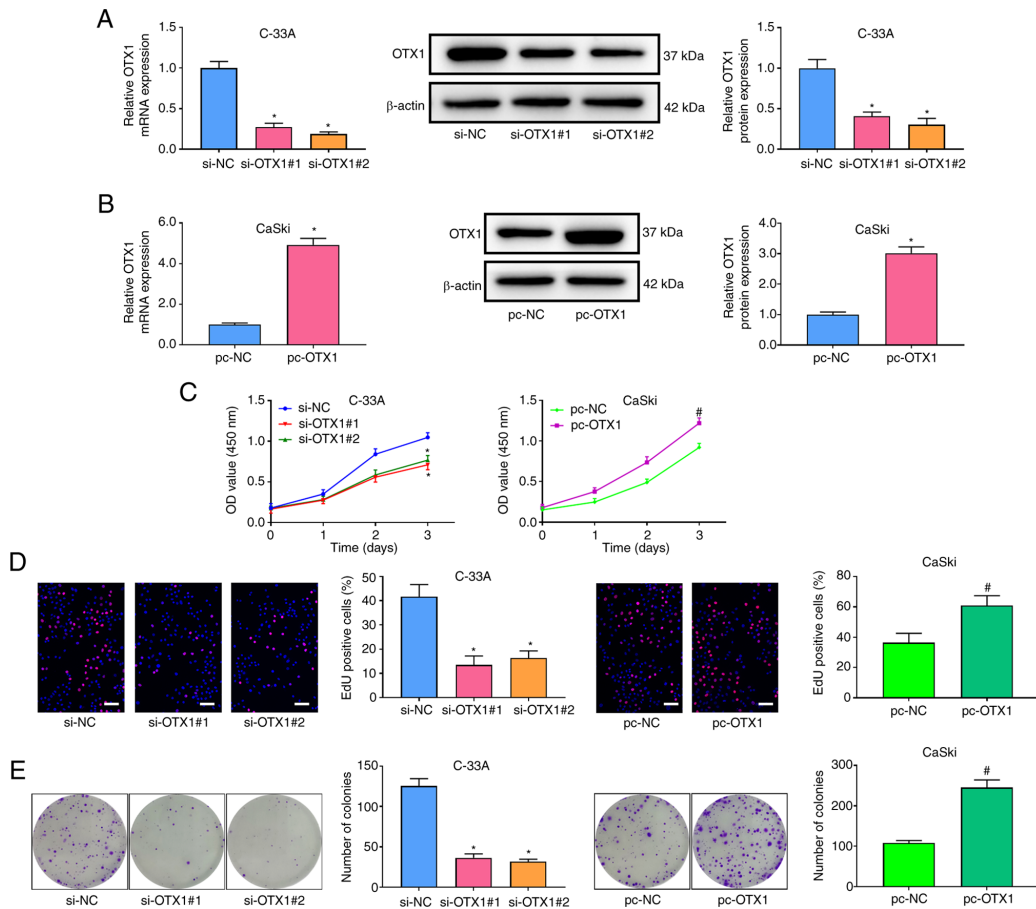 A
C-33A
Relative OTX1
mRNA expression
1.5
1.0
0.5
0.0
*
*
si-NC si-OTX1#1 si-OTX1#2
OTX1
37 kDa
β-actin
42 kDa
si-NC si-OTX1#1 si-OTX1#2
C-33A
Relative OTX1
protein expression
1.5
1.0
0.5
0.0
*
*
si-NC si-OTX1#1 si-OTX1#2
B
CaSki
Relative OTX1
mRNA expression
6.0
4.0
2.0
0.0
*
pc-NC pc-OTX1
OTX1
37 kDa
β-actin
42 kDa
pc-NC pc-OTX1
CaSki
Relative OTX1
protein expression
4.0
3.0
2.0
1.0
0.0
*
pc-NC pc-OTX1
C
C-33A
si-NC
si-OTX1#1
si-OTX1#2
OD value (450 nm)
1.5
1.0
0.5
0.0
*
*
0 1 2 3
Time (days)
CaSki
pc-NC
pc-OTX1
OD value (450 nm)
1.5
1.0
0.5
0.0
#
0 1 2 3
Time (days)
D
si-NC si-OTX1#1 si-OTX1#2
C-33A
EdU positive cells (%)
50
40
30
20
10
0
*
*
si-NC si-OTX1#1 si-OTX1#2
pc-NC pc-OTX1
CaSki
EdU positive cells (%)
80
60
40
20
0
#
pc-NC pc-OTX1
E
si-NC si-OTX1#1 si-OTX1#2
C-33A
Number of colonies
150
100
50
0
*
*
si-NC si-OTX1#1 si-OTX1#2
pc-NC pc-OTX1
CaSki
Number of colonies
300
200
100
0
#
pc-NC pc-OTX1